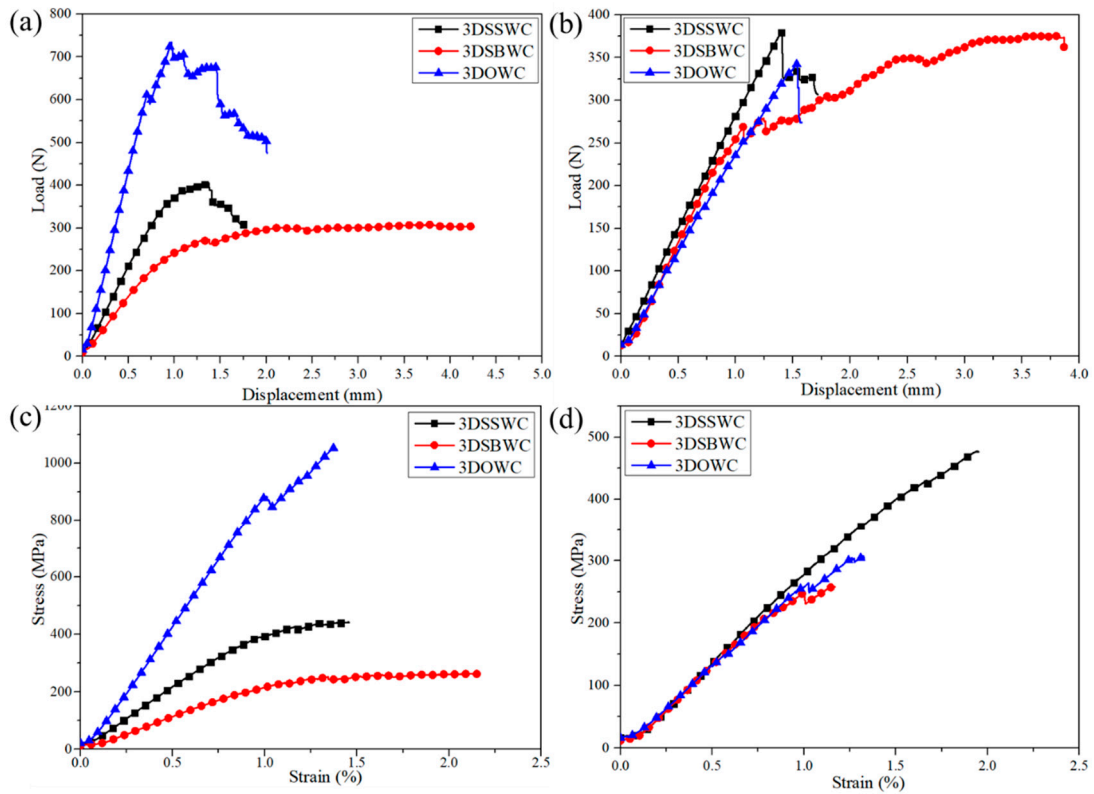 (a)
3DSSWC
3DSBWC
3DOWC
Load (N)
800
700
600
500
400
300
200
100
0
0.0 0.5 1.0 1.5 2.0 2.5 3.0 3.5 4.0 4.5 5.0
Displacement (mm)
(b)
3DSSWC
3DSBWC
3DOWC
Load (N)
400
350
300
250
200
150
100
50
0
0.0 0.5 1.0 1.5 2.0 2.5 3.0 3.5 4.0
Displacement (mm)
(c)
3DSSWC
3DSBWC
3DOWC
Stress (MPa)
1200
1000
800
600
400
200
0
0.0 0.5 1.0 1.5 2.0 2.5
Strain (%)
(d)
3DSSWC
3DSBWC
3DOWC
Stress (MPa)
500
400
300
200
100
0
0.0 0.5 1.0 1.5 2.0 2.5
Strain (%)